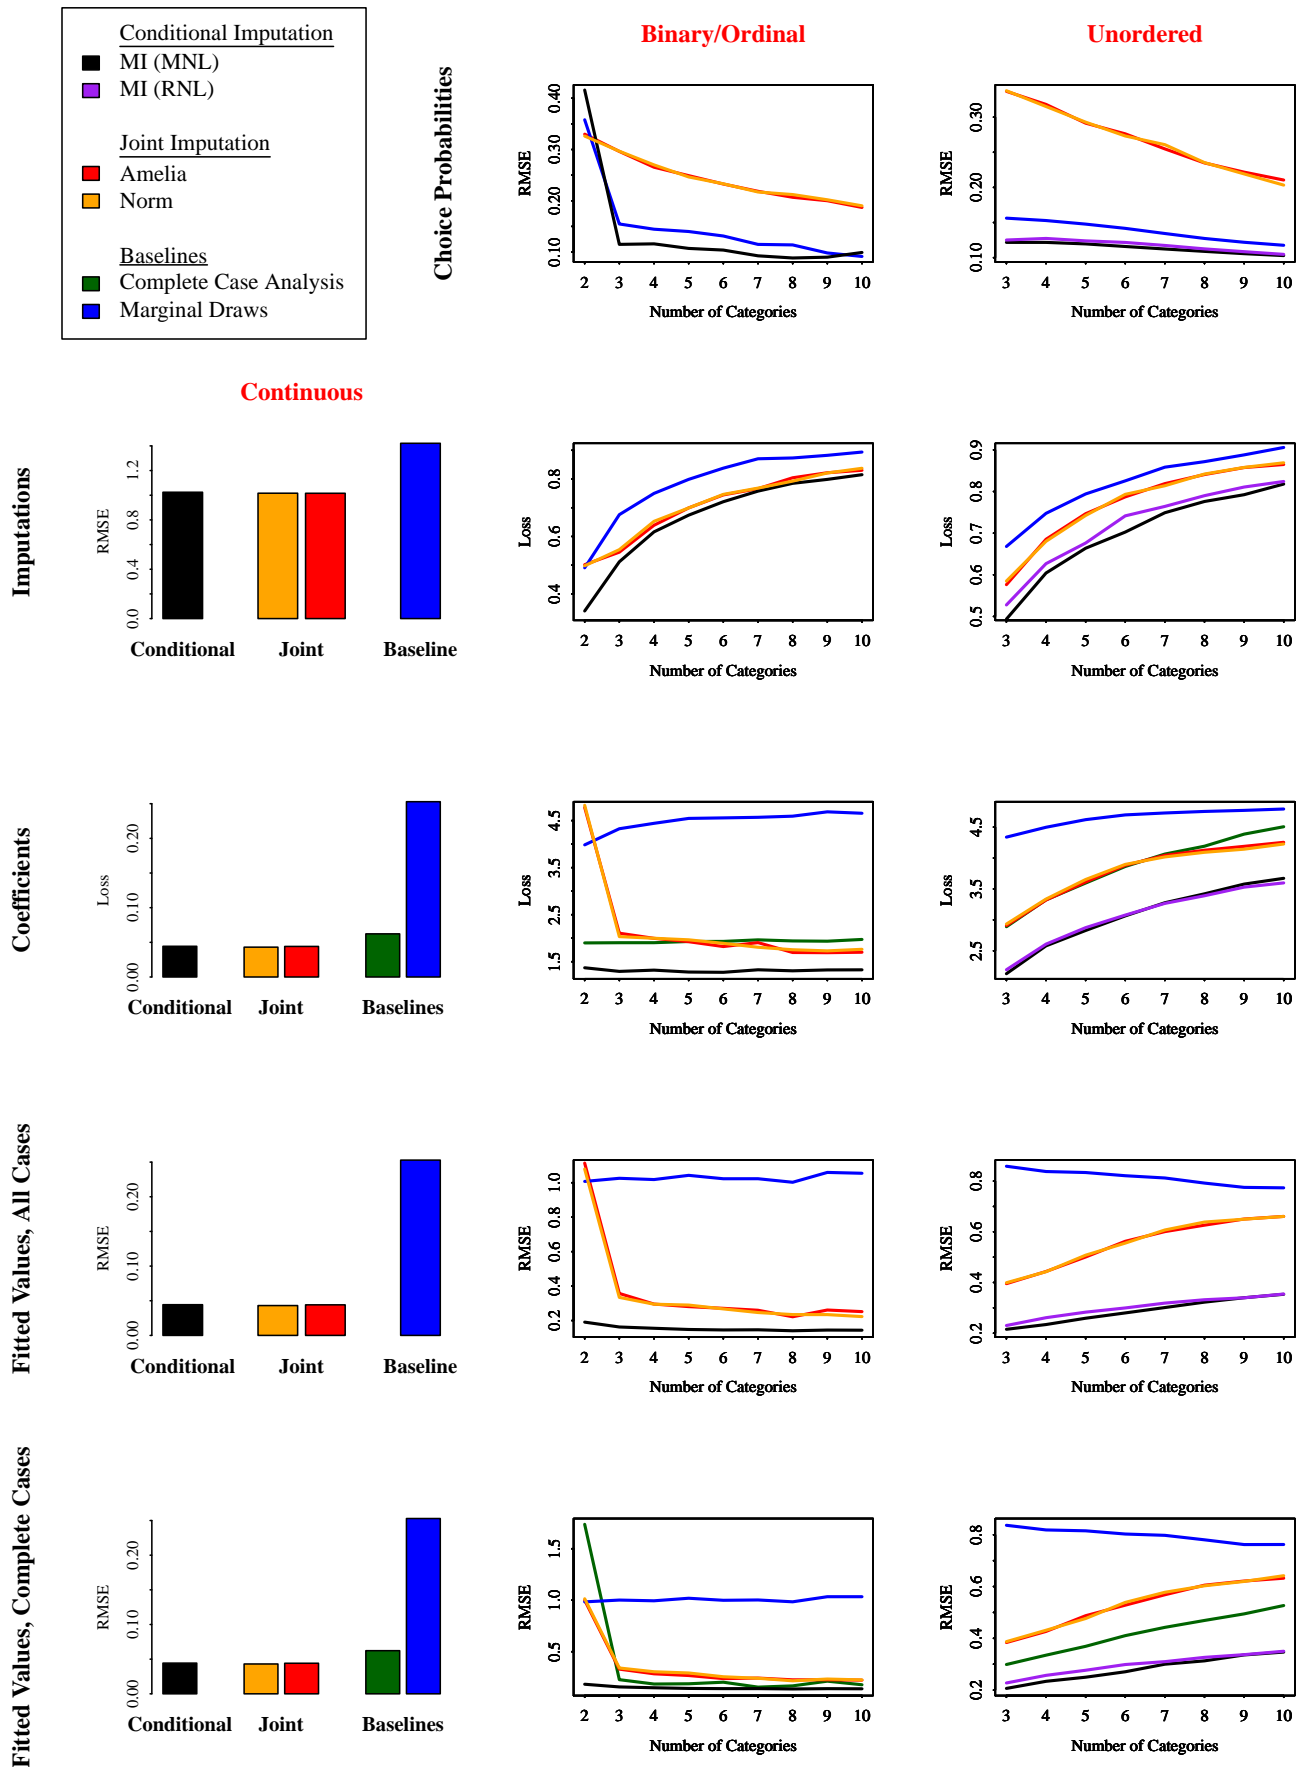 Conditional Imputation
MI (MNL)
MI (RNL)
Joint Imputation
Amelia
Norm
Baselines
Complete Case Analysis
Marginal Draws
Binary/Ordinal
Unordered
Choice Probabilities
RMSE
0.10 0.20 0.30 0.40
2 3 4 5 6 7 8 9 10
Number of Categories
RMSE
0.10 0.20 0.30
3 4 5 6 7 8 9 10
Number of Categories
Continuous
Imputations
RMSE
0.0 0.4 0.8 1.2
Conditional Joint Baseline
Loss
0.4 0.6 0.8
2 3 4 5 6 7 8 9 10
Number of Categories
Loss
0.5 0.6 0.7 0.8 0.9
3 4 5 6 7 8 9 10
Number of Categories
Coefficients
Loss
0.00 0.10 0.20
Conditional Joint Baselines
Loss
1.5 2.5 3.5 4.5
2 3 4 5 6 7 8 9 10
Number of Categories
Loss
2.5 3.5 4.5
3 4 5 6 7 8 9 10
Number of Categories
Fitted Values, All Cases
RMSE
0.00 0.10 0.20
Conditional Joint Baseline
RMSE
0.2 0.4 0.6 0.8 1.0
2 3 4 5 6 7 8 9 10
Number of Categories
RMSE
0.2 0.4 0.6 0.8
3 4 5 6 7 8 9 10
Number of Categories
Fitted Values, Complete Cases
RMSE
0.00 0.10 0.20
Conditional Joint Baselines
RMSE
0.5 1.0 1.5
2 3 4 5 6 7 8 9 10
Number of Categories
RMSE
0.2 0.4 0.6 0.8
3 4 5 6 7 8 9 10
Number of Categories